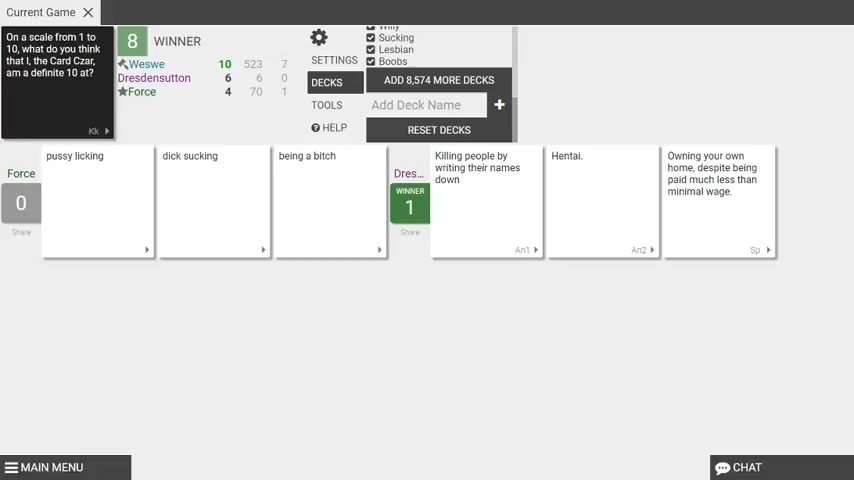 Current Game
On a scale from 1 to
10, what do you think
that I, the Card Czar,
am a definite 10 at?
Kk
8 WINNER
Weswe 10 523 7
Dresdensutton 6 6 0
Force 4 70 1
SETTINGS
DECKS
TOOLS
HELP
Willy
Sucking
Lesbian
Boobs
ADD 8,574 MORE DECKS
Add Deck Name
RESET DECKS
Force
0
Share
pussy licking
dick sucking
being a bitch
Dres...
WINNER
1
Share
Killing people by
writing their names
down
An1
Hentai.
An2
Owning your own
home, despite being
paid much less than
minimal wage.
Sp
MAIN MENU
CHAT